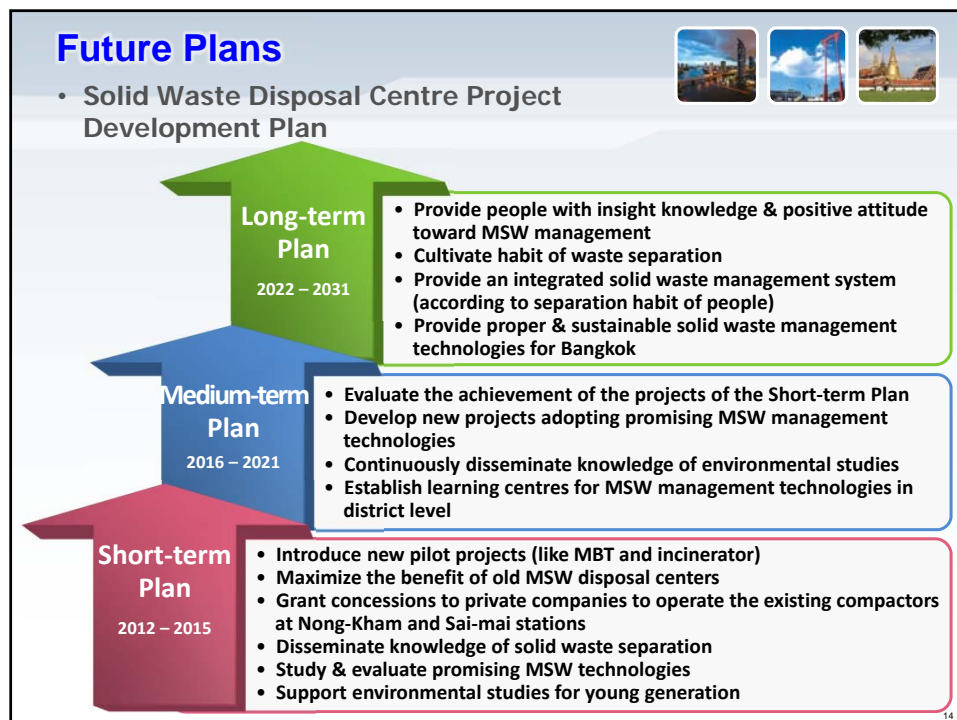 Future Plans
• Solid Waste Disposal Centre Project
Development Plan
Long-term
Plan
2022 – 2031
• Provide people with insight knowledge & positive attitude
toward MSW management
• Cultivate habit of waste separation
• Provide an integrated solid waste management system
(according to separation habit of people)
• Provide proper & sustainable solid waste management
technologies for Bangkok
Medium-term
Plan
2016 – 2021
• Evaluate the achievement of the projects of the Short-term Plan
• Develop new projects adopting promising MSW management
technologies
• Continuously disseminate knowledge of environmental studies
• Establish learning centres for MSW management technologies in
district level
Short-term
Plan
2012 – 2015
• Introduce new pilot projects (like MBT and incinerator)
• Maximize the benefit of old MSW disposal centers
• Grant concessions to private companies to operate the existing compactors
at Nong-Kham and Sai-mai stations
• Disseminate knowledge of solid waste separation
• Study & evaluate promising MSW technologies
• Support environmental studies for young generation
14